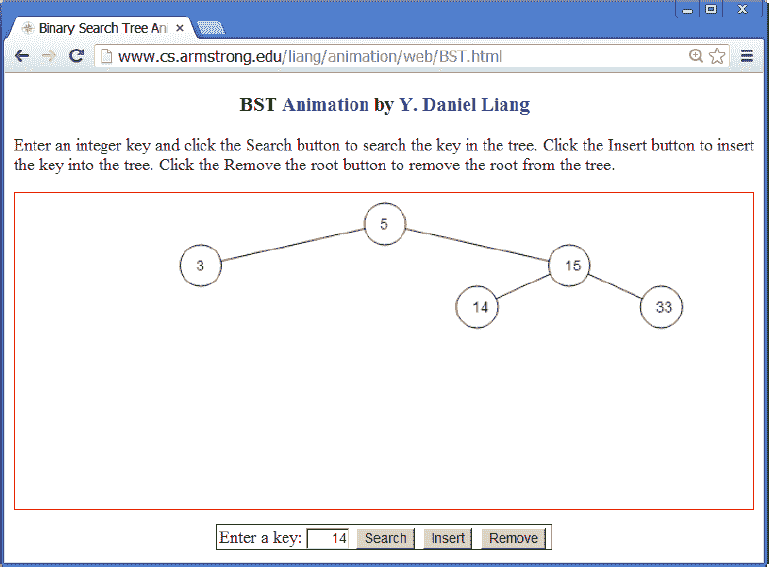 Binary Search Tree An
www.cs.armstrong.edu/liang/animation/web/BST.html
BST Animation by Y. Daniel Liang
Enter an integer key and click the Search button to search the key in the tree. Click the Insert button to insert
the key into the tree. Click the Remove the root button to remove the root from the tree.
5
3 15
14 33
Enter a key: 14 Search Insert Remove